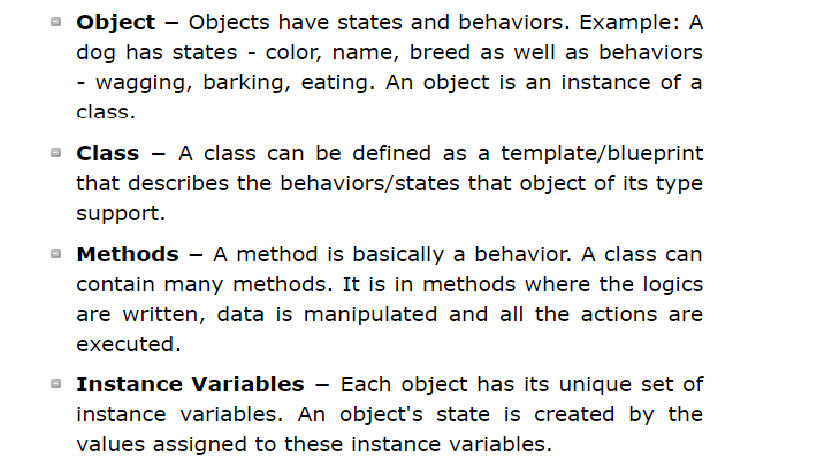 Object – Objects have states and behaviors. Example: A
dog has states - color, name, breed as well as behaviors
- wagging, barking, eating. An object is an instance of a
class.
Class – A class can be defined as a template/blueprint
that describes the behaviors/states that object of its type
support.
Methods – A method is basically a behavior. A class can
contain many methods. It is in methods where the logics
are written, data is manipulated and all the actions are
executed.
Instance Variables – Each object has its unique set of
instance variables. An object's state is created by the
values assigned to these instance variables.